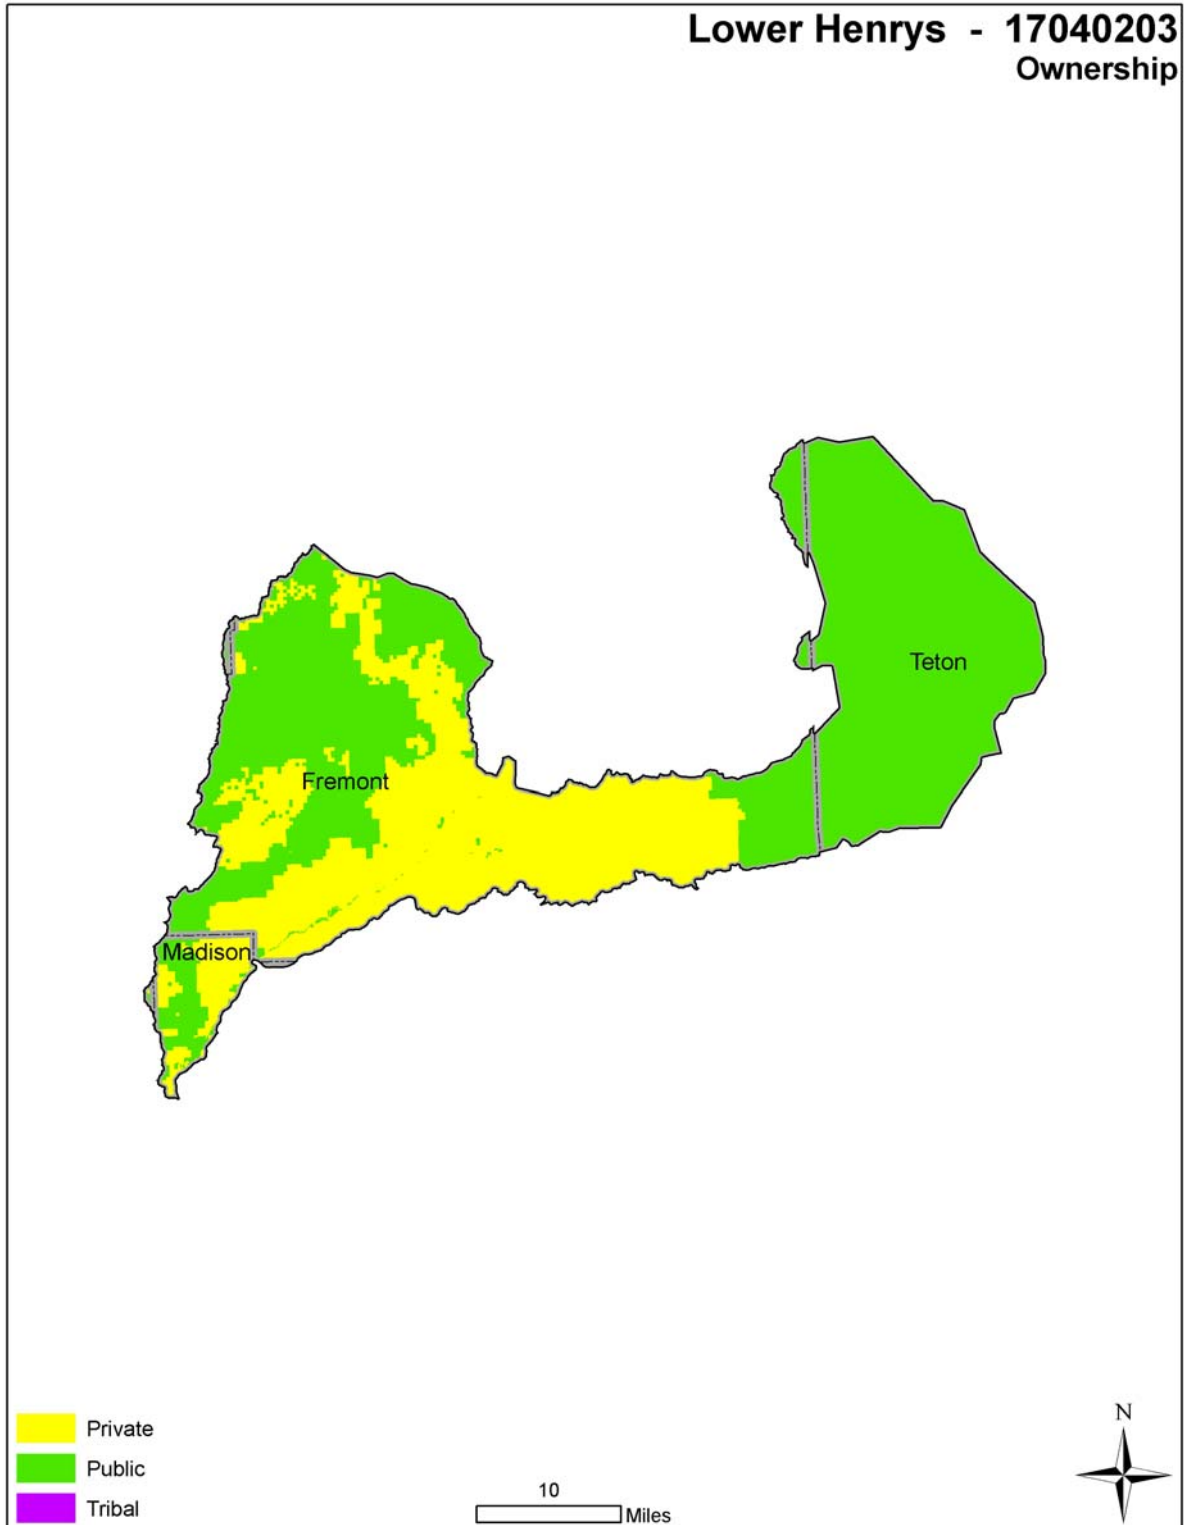 Lower Henrys - 17040203
Ownership
Teton
Fremont
Madison
Private
Public
Tribal
10
Miles
N